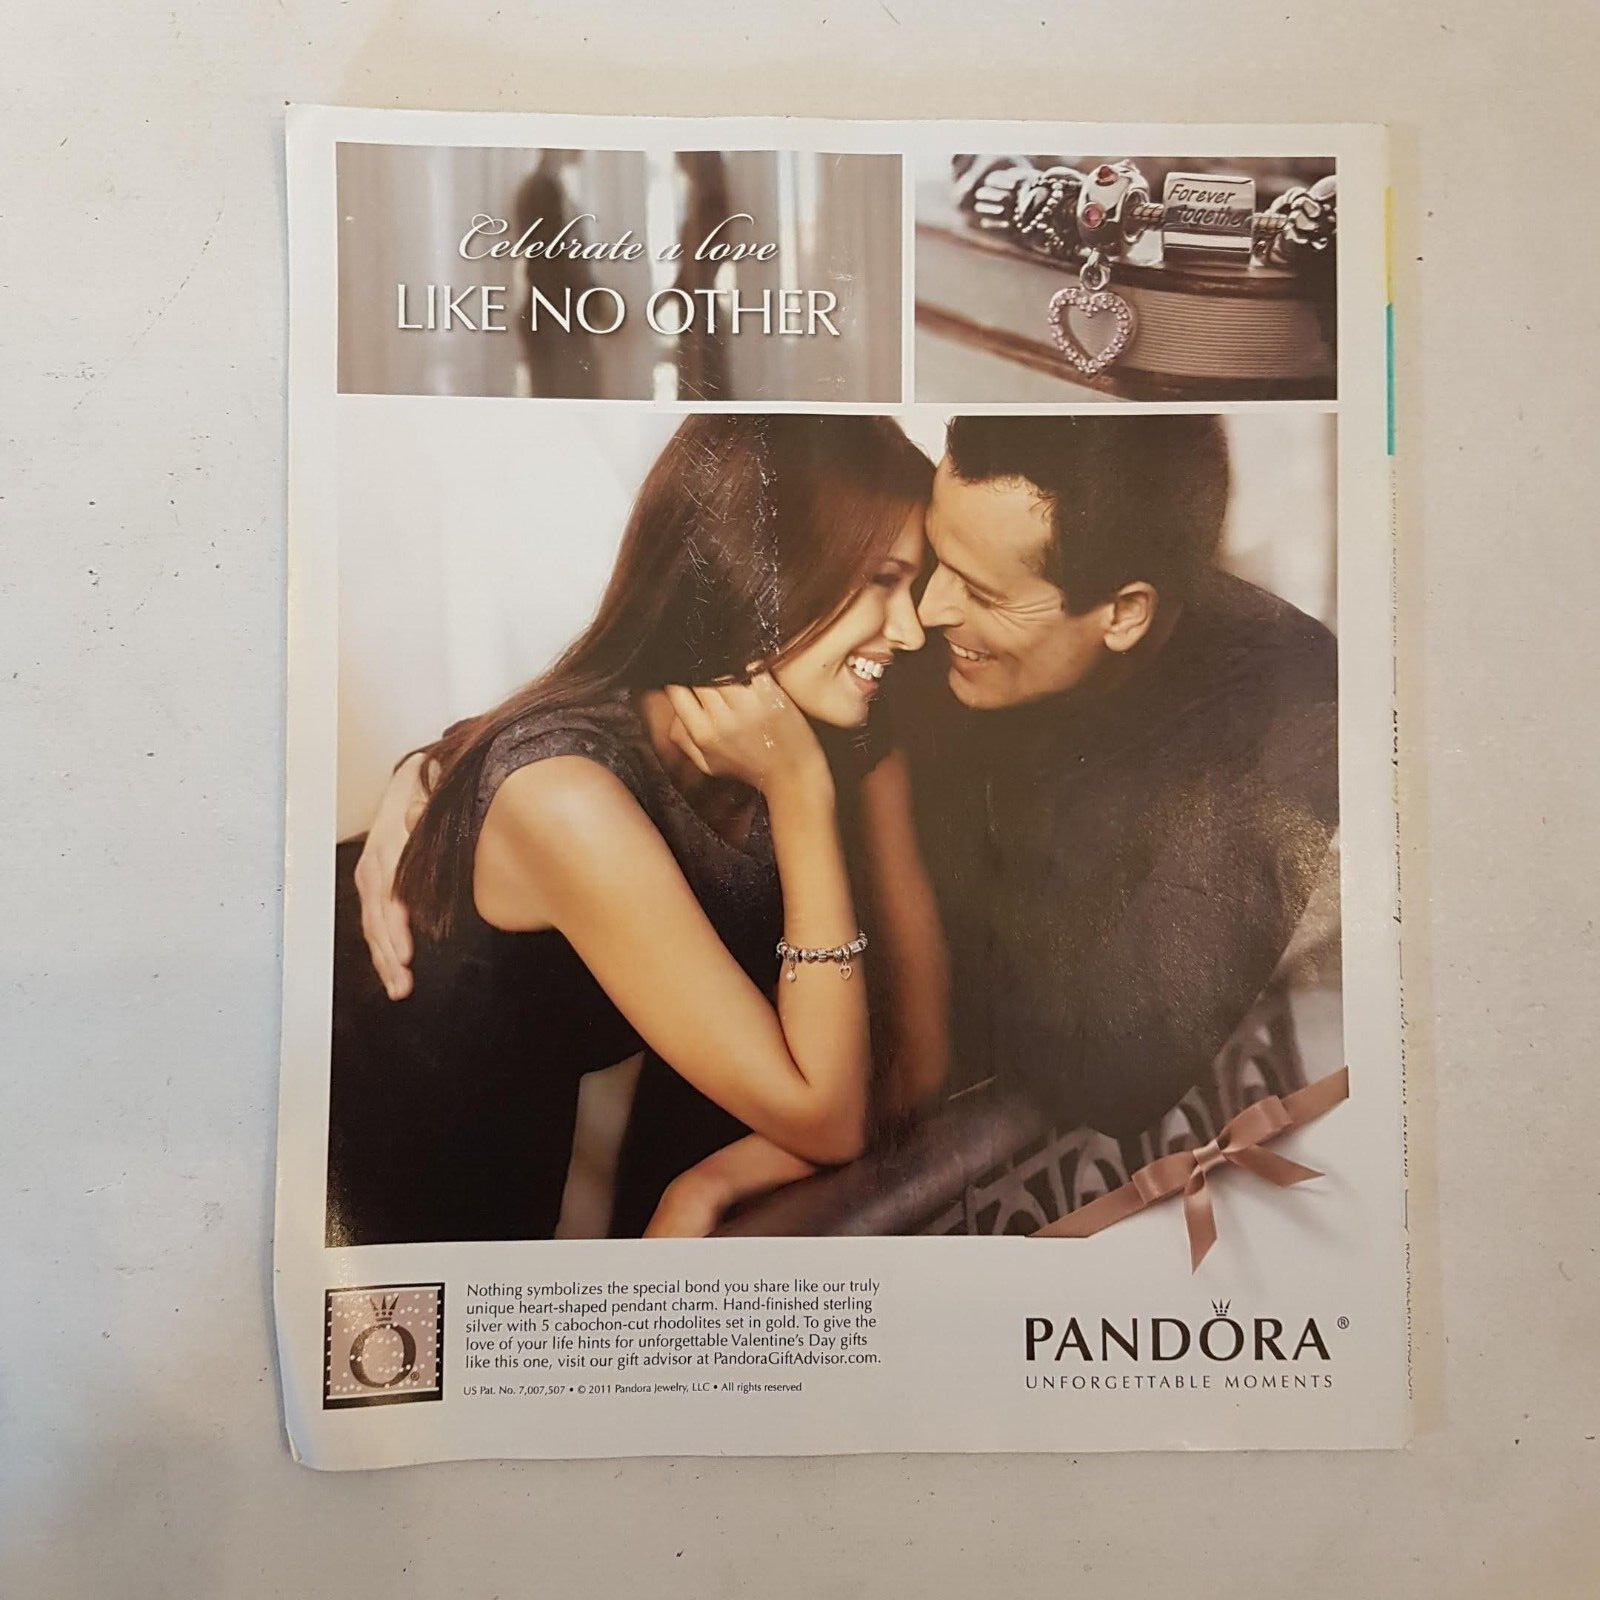 Celebrate a love
LIKE NO OTHER
Forever
Together
Nothing symbolizes the special bond you share like our truly
unique heart-shaped pendant charm. Hand-finished sterling
silver with 5 cabochon-cut rhodolites set in gold. To give the
love of your life hints for unforgettable Valentine's Day gifts
like this one, visit our gift advisor at PandoraGiftAdvisor.com.
US Pat. No. 7,007,507 • © 2011 Pandora Jewelry, LLC • All rights reserved
O®
PANDORA®
UNFORGETTABLE MOMENTS